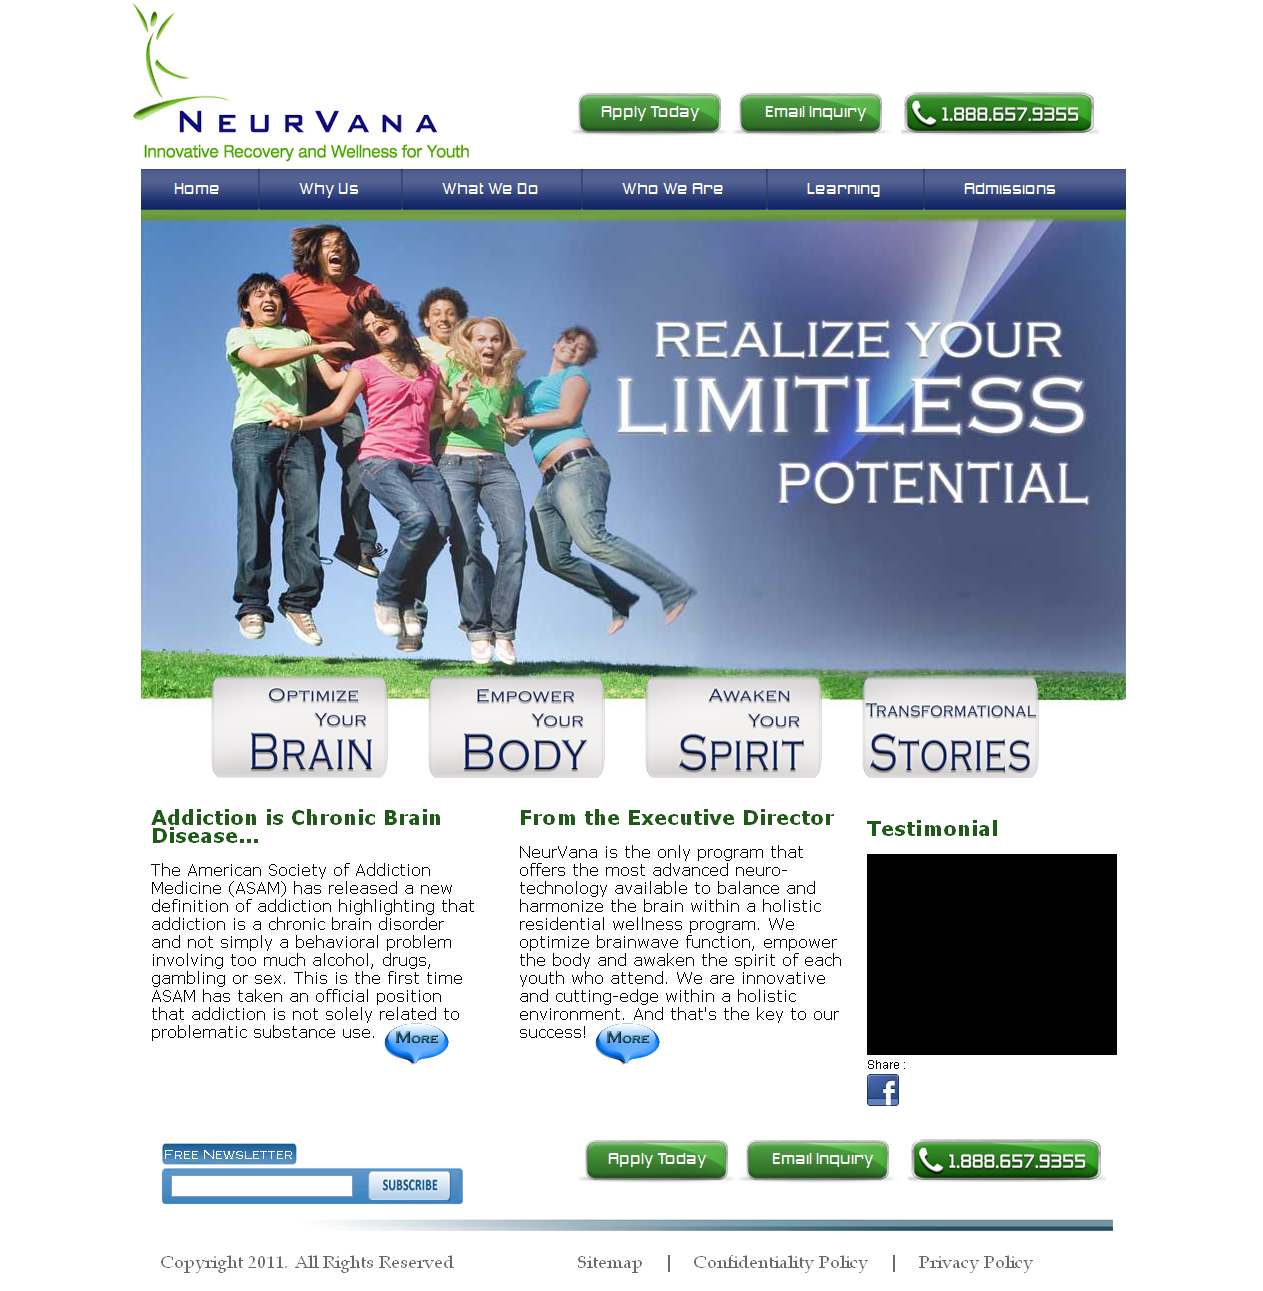 NEURVANA
Innovative Recovery and Wellness for Youth
Apply Today
Email Inquiry
1.888.657.9355
Home
Why Us
What We Do
Who We Are
Learning
Admissions
REALIZE YOUR
LIMITLESS
POTENTIAL
OPTIMIZE
YOUR
BRAIN
EMPOWER
YOUR
BODY
AWAKEN
YOUR
SPIRIT
TRANSFORMATIONAL
STORIES
Addiction is Chronic Brain
Disease...
The American Society of Addiction
Medicine (ASAM) has released a new
definition of addiction highlighting that
addiction is a chronic brain disorder
and not simply a behavioral problem
involving too much alcohol, drugs,
gambling or sex. This is the first time
ASAM has taken an official position
that addiction is not solely related to
problematic substance use. MORE
From the Executive Director
NeurVana is the only program that
offers the most advanced neuro-
technology available to balance and
harmonize the brain within a holistic
residential wellness program. We
optimize brainwave function, empower
the body and awaken the spirit of each
youth who attend. We are innovative
and cutting-edge within a holistic
environment. And that's the key to our
success! MORE
Testimonial
Share :
f
FREE NEWSLETTER
SUBSCRIBE
Apply Today
Email Inquiry
1.888.657.9355
Copyright 2011. All Rights Reserved
Sitemap | Confidentiality Policy | Privacy Policy